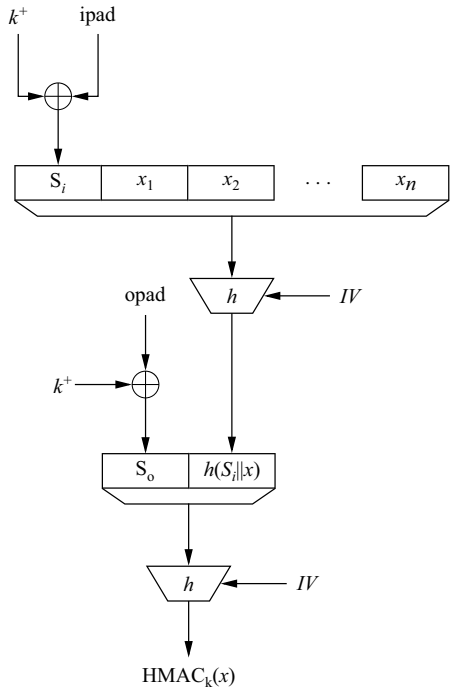 k⁺ ipad
Sᵢ x₁ x₂ . . . xₙ
h IV
opad
k⁺
Sₒ h(Sᵢ||x)
h IV
HMACₖ(x)